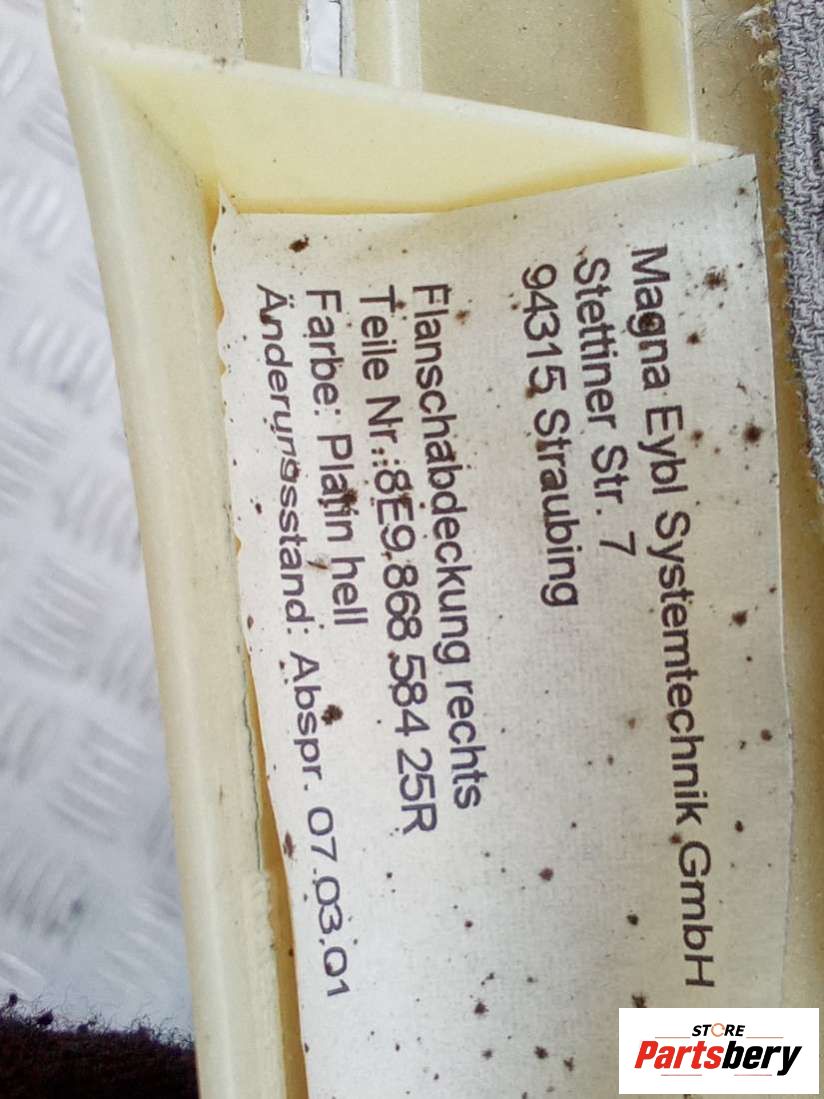 Magna Eybl Systemtechnik GmbH
Stettiner Str. 7
94315 Straubing
Flanschabdeckung rechts
Teile Nr.:8E9.868 584 25R
Farbe: Platin hell
Änderungsstand: Abspr. 07.03.01
STORE
Partsbery